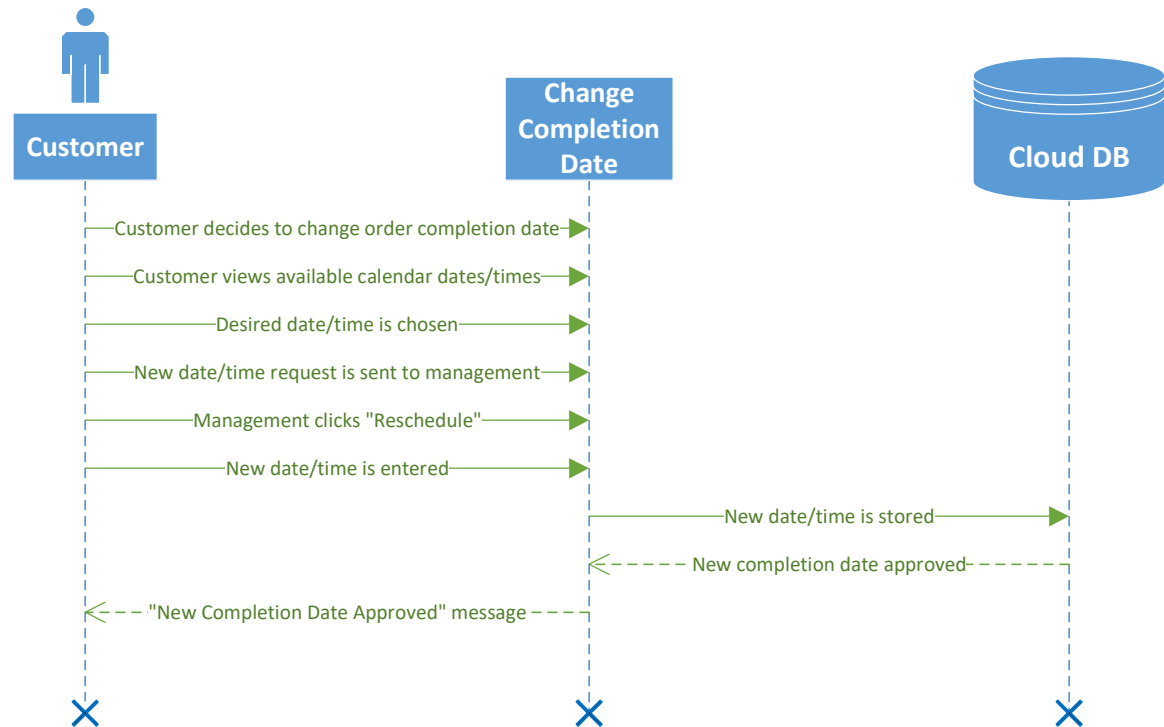 Customer
Change
Completion
Date
Cloud DB
Customer decides to change order completion date
Customer views available calendar dates/times
Desired date/time is chosen
New date/time request is sent to management
Management clicks "Reschedule"
New date/time is entered
New date/time is stored
New completion date approved
"New Completion Date Approved" message